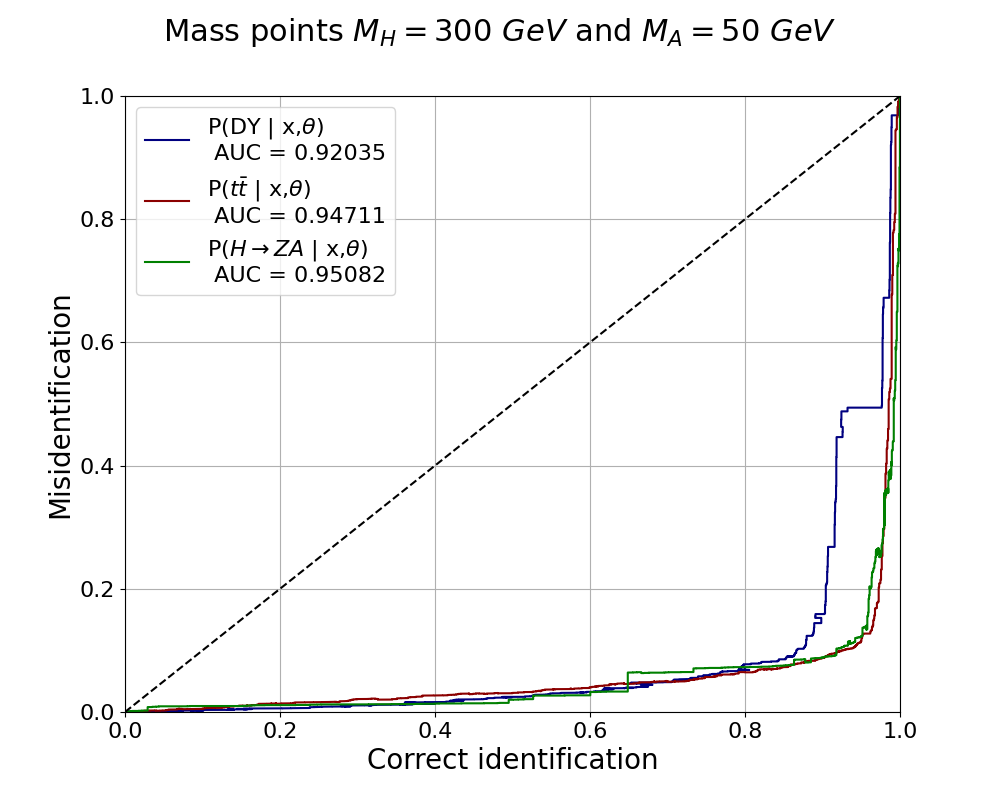 Mass points $M_H = 300\ GeV$ and $M_A = 50\ GeV$
1.0
0.8
0.6
0.4
0.2
0.0
Misidentification
P(DY | x,θ)
AUC = 0.92035
P($t\bar{t}$ | x,θ)
AUC = 0.94711
P(H → ZA | x,θ)
AUC = 0.95082
0.0 0.2 0.4 0.6 0.8 1.0
Correct identification